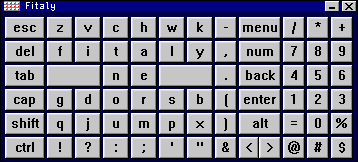 Fitaly
esc z v c h w k - menu / * +
del f i t a l y , num 7 8 9
tab n e . back 4 5 6
cap g d o r s b ( enter 1 2 3
shift q j u m p x ) alt = 0 %
ctrl ! ? : ; ' " & < > @ # $